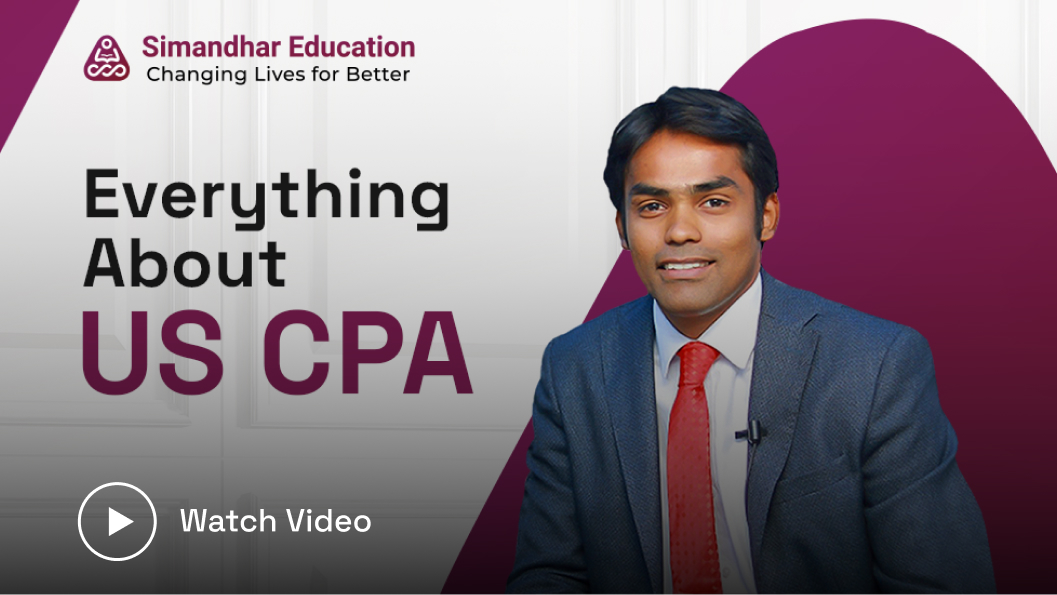 Simandhar Education
Changing Lives for Better
Everything
About
US CPA
Watch Video